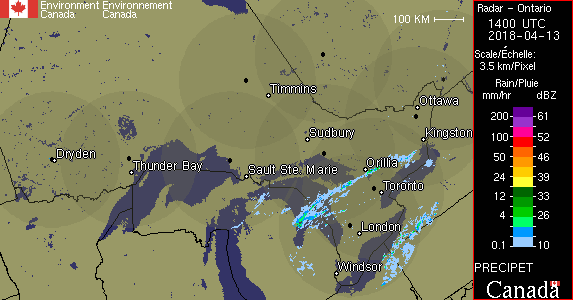 Environment Environnement
Canada Canada
100 KM
Timmins
Ottawa
Sudbury
Kingston
Dryden
Thunder Bay
Sault Ste. Marie
Orillia
Toronto
London
Windsor
Radar - Ontario
1400 UTC
2018-04-13
Scale/Échelle:
3.5 km/Pixel
Rain/Pluie
mm/hr dBZ
200 61
100 52
50 46
24 39
12 33
4 26
0.1 10
PRECIPET
Canada